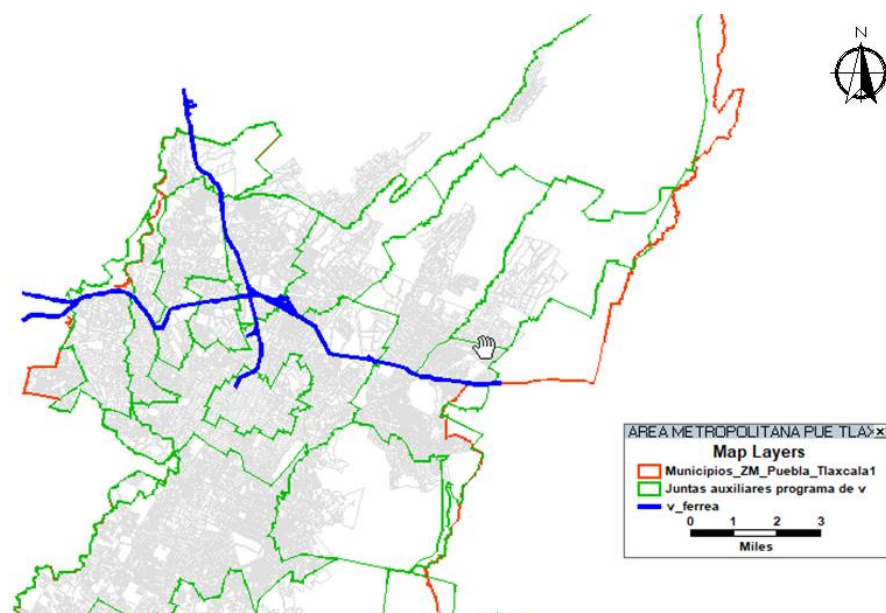 N
AREA METROPOLITANA PUE TLAX
Map Layers
Municipios_ZM_Puebla_Tlaxcala1
Juntas auxiliares programa de v
v_ferrea
0 1 2 3
Miles